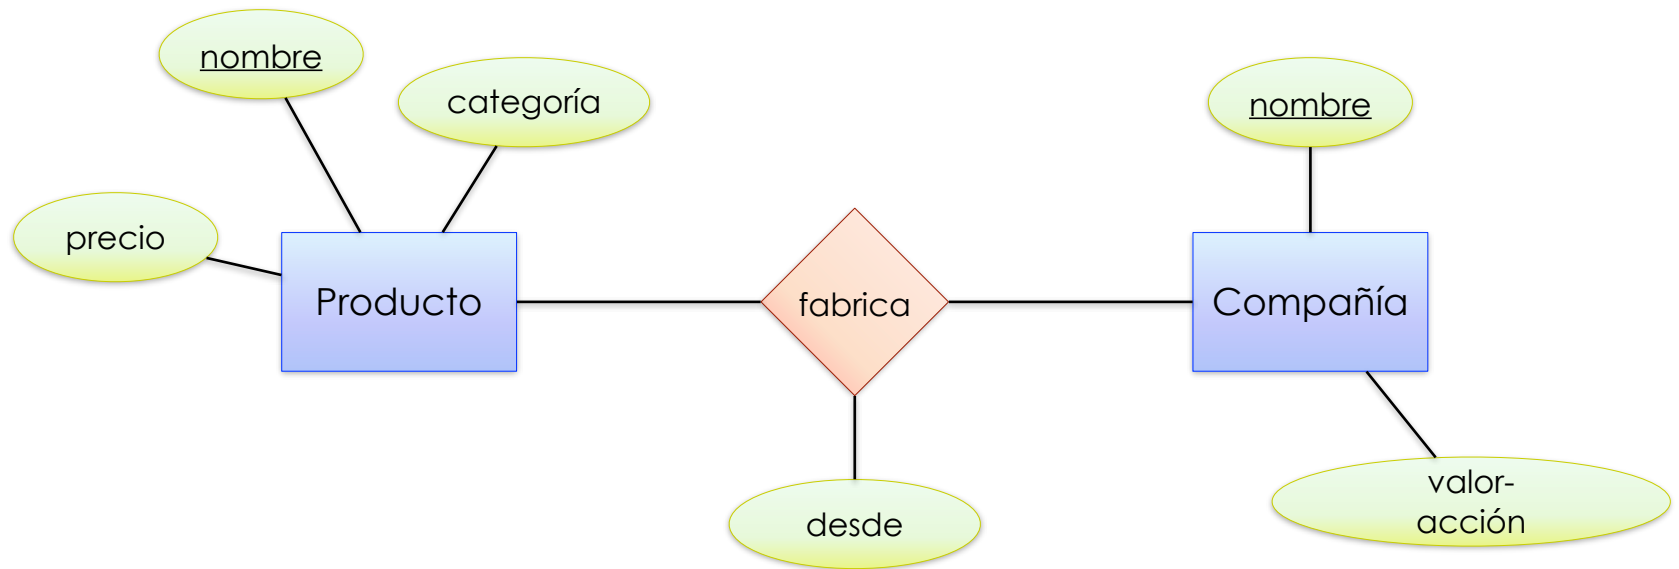 nombre
categoría
nombre
precio
Producto
fabrica
Compañía
desde
valor-
acción